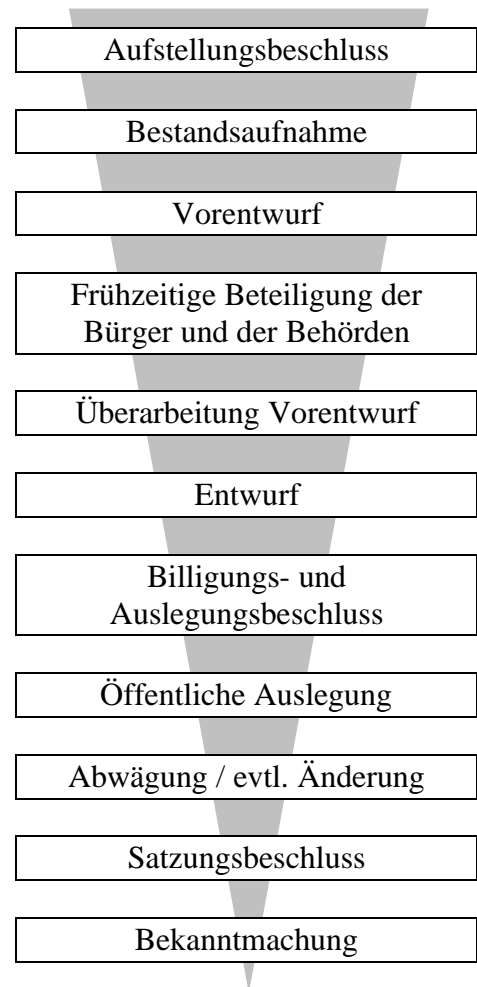 Aufstellungsbeschluss
Bestandsaufnahme
Vorentwurf
Frühzeitige Beteiligung der
Bürger und der Behörden
Überarbeitung Vorentwurf
Entwurf
Billigungs- und
Auslegungsbeschluss
Öffentliche Auslegung
Abwägung / evtl. Änderung
Satzungsbeschluss
Bekanntmachung